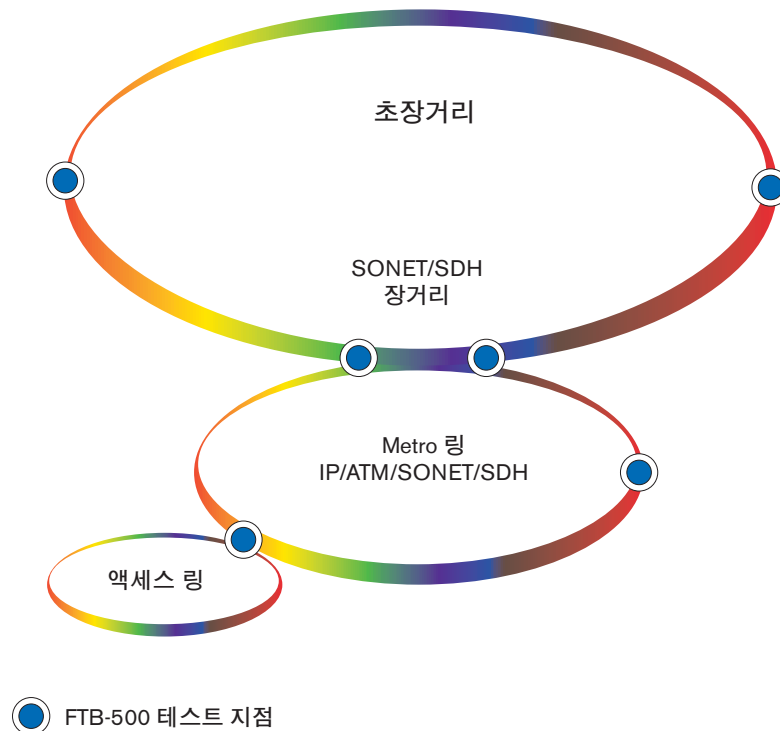 초장거리
SONET/SDH
장거리
Metro 링
IP/ATM/SONET/SDH
액세스 링
FTB-500 테스트 지점